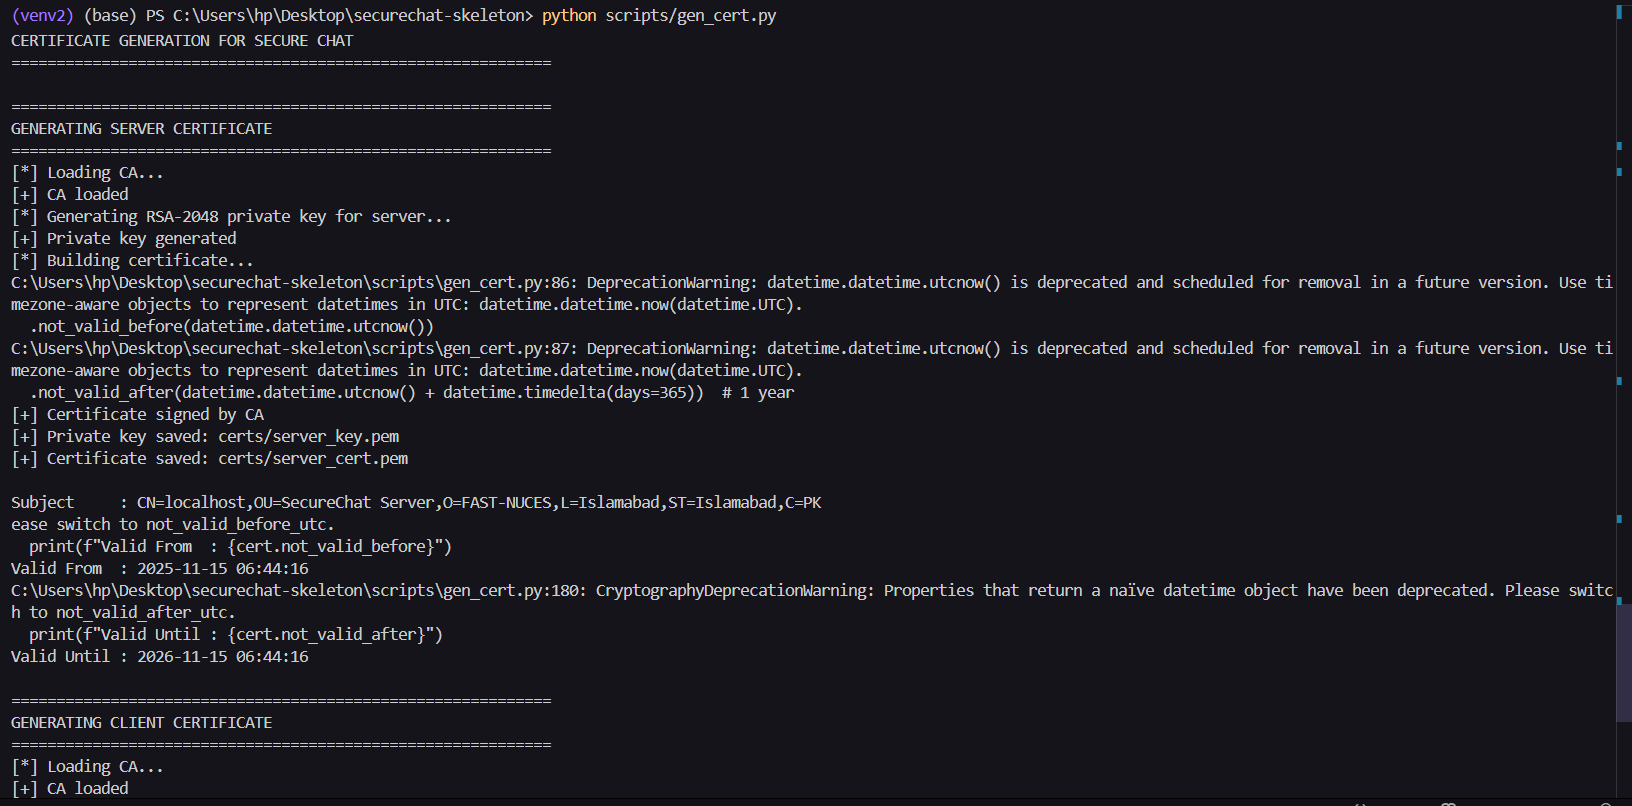 (venv2) (base) PS C:\Users\hp\Desktop\securechat-skeleton> python scripts/gen_cert.py
CERTIFICATE GENERATION FOR SECURE CHAT
============================================================

============================================================
GENERATING SERVER CERTIFICATE
============================================================
[*] Loading CA...
[+] CA loaded
[*] Generating RSA-2048 private key for server...
[+] Private key generated
[*] Building certificate...
C:\Users\hp\Desktop\securechat-skeleton\scripts\gen_cert.py:86: DeprecationWarning: datetime.datetime.utcnow() is deprecated and scheduled for removal in a future version. Use ti
mezone-aware objects to represent datetimes in UTC: datetime.datetime.now(datetime.UTC).
  .not_valid_before(datetime.datetime.utcnow())
C:\Users\hp\Desktop\securechat-skeleton\scripts\gen_cert.py:87: DeprecationWarning: datetime.datetime.utcnow() is deprecated and scheduled for removal in a future version. Use ti
mezone-aware objects to represent datetimes in UTC: datetime.datetime.now(datetime.UTC).
  .not_valid_after(datetime.datetime.utcnow() + datetime.timedelta(days=365))  # 1 year
[+] Certificate signed by CA
[+] Private key saved: certs/server_key.pem
[+] Certificate saved: certs/server_cert.pem

Subject     : CN=localhost,OU=SecureChat Server,O=FAST-NUCES,L=Islamabad,ST=Islamabad,C=PK
ease switch to not_valid_before_utc.
  print(f"Valid From  : {cert.not_valid_before}")
Valid From  : 2025-11-15 06:44:16
C:\Users\hp\Desktop\securechat-skeleton\scripts\gen_cert.py:180: CryptographyDeprecationWarning: Properties that return a naïve datetime object have been deprecated. Please switc
h to not_valid_after_utc.
  print(f"Valid Until : {cert.not_valid_after}")
Valid Until : 2026-11-15 06:44:16

============================================================
GENERATING CLIENT CERTIFICATE
============================================================
[*] Loading CA...
[+] CA loaded